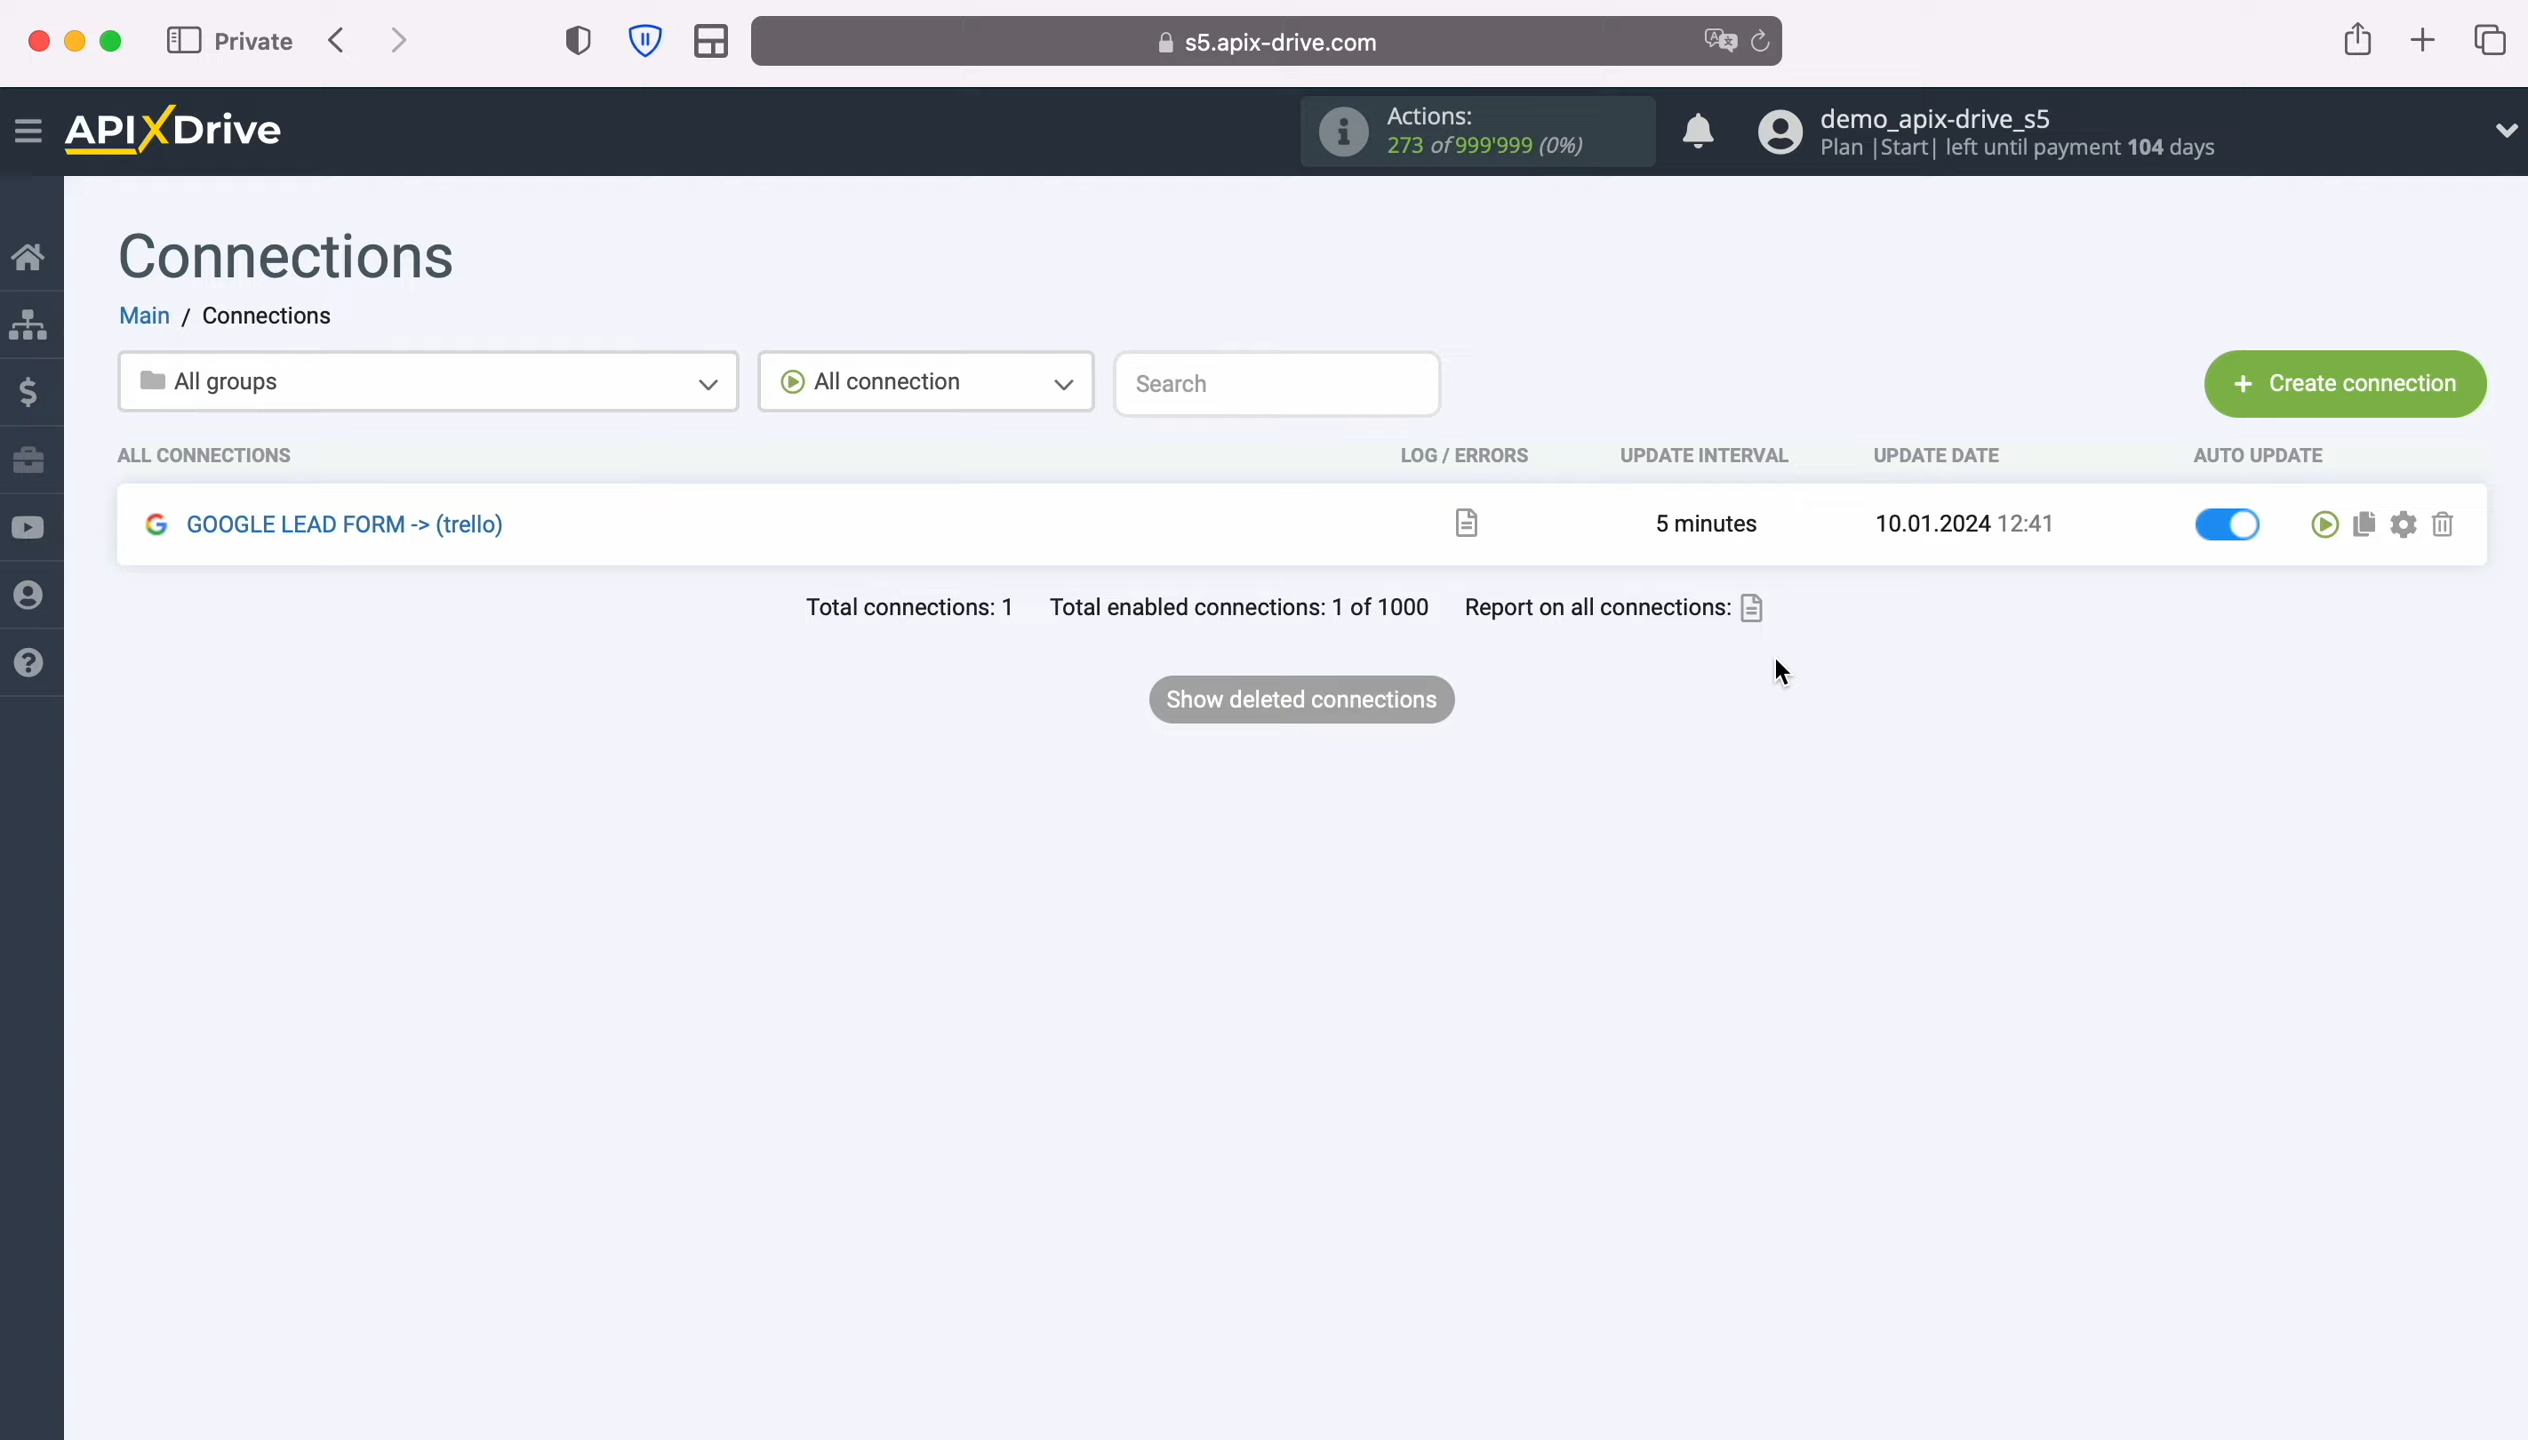 Private
s5.apix-drive.com
APIXDrive
Actions:
273 of 999'999 (0%)
demo_apix-drive_s5
Plan |Start| left until payment 104 days
Connections
Main / Connections
All groups
All connection
Search
+ Create connection
ALL CONNECTIONS LOG / ERRORS UPDATE INTERVAL UPDATE DATE AUTO UPDATE
GOOGLE LEAD FORM -> (trello) 5 minutes 10.01.2024 12:41
Total connections: 1 Total enabled connections: 1 of 1000 Report on all connections:
Show deleted connections